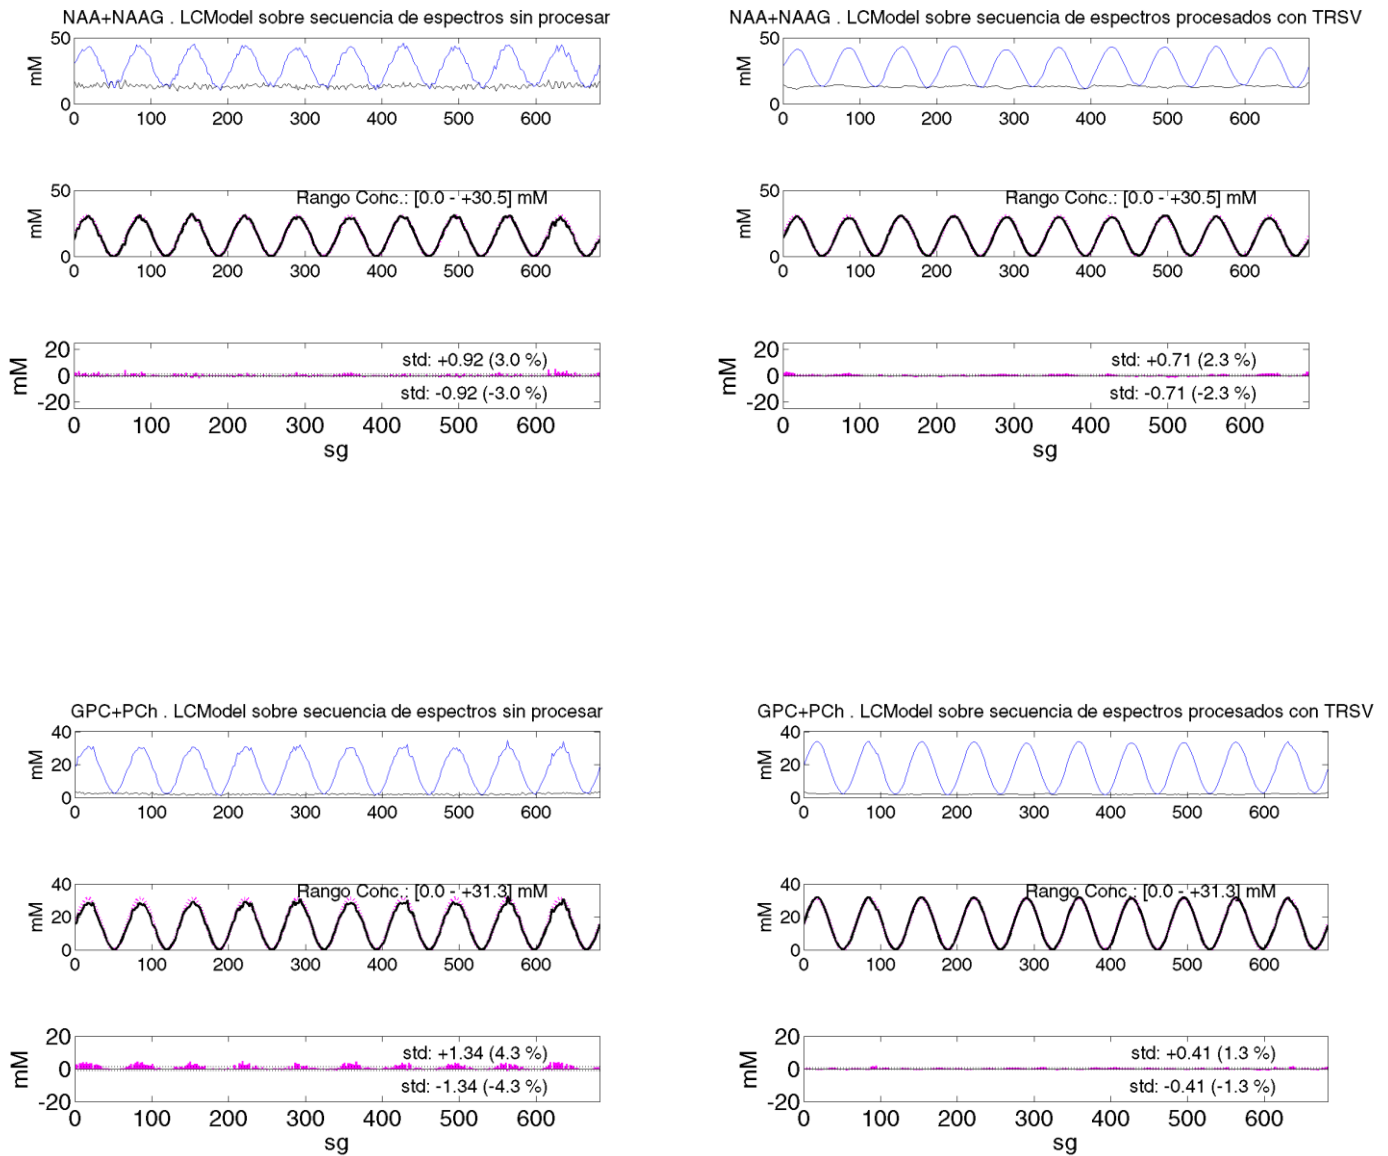 NAA+NAAG . LCModel sobre secuencia de espectros sin procesar
50
mM
0
0 100 200 300 400 500 600
50
Rango Conc.: [0.0 - +30.5] mM
mM
0
0 100 200 300 400 500 600
20
std: +0.92 (3.0 %)
mM
0
std: -0.92 (-3.0 %)
-20
0 100 200 300 400 500 600
sg
NAA+NAAG . LCModel sobre secuencia de espectros procesados con TRSV
50
mM
0
0 100 200 300 400 500 600
50
Rango Conc.: [0.0 - +30.5] mM
mM
0
0 100 200 300 400 500 600
20
std: +0.71 (2.3 %)
mM
0
std: -0.71 (-2.3 %)
-20
0 100 200 300 400 500 600
sg
GPC+PCh . LCModel sobre secuencia de espectros sin procesar
40
mM
20
0
0 100 200 300 400 500 600
40
Rango Conc.: [0.0 - +31.3] mM
mM
20
0
0 100 200 300 400 500 600
20
std: +1.34 (4.3 %)
mM
0
std: -1.34 (-4.3 %)
-20
0 100 200 300 400 500 600
sg
GPC+PCh . LCModel sobre secuencia de espectros procesados con TRSV
40
mM
20
0
0 100 200 300 400 500 600
40
Rango Conc.: [0.0 - +31.3] mM
mM
20
0
0 100 200 300 400 500 600
20
std: +0.41 (1.3 %)
mM
0
std: -0.41 (-1.3 %)
-20
0 100 200 300 400 500 600
sg